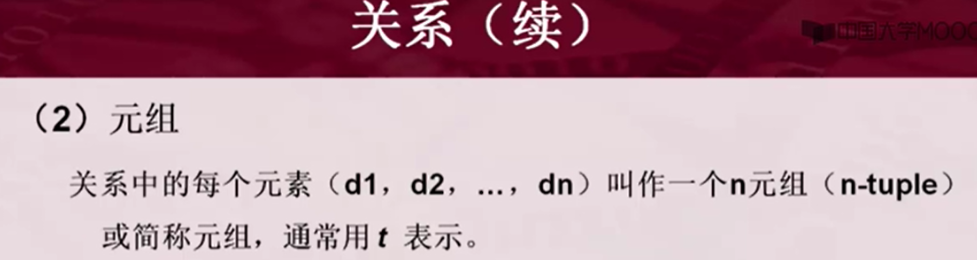 关系（续）
中国大学MOOC
（2）元组
关系中的每个元素（d1，d2，…，dn）叫作一个n元组（n-tuple）
或简称元组，通常用 t 表示。